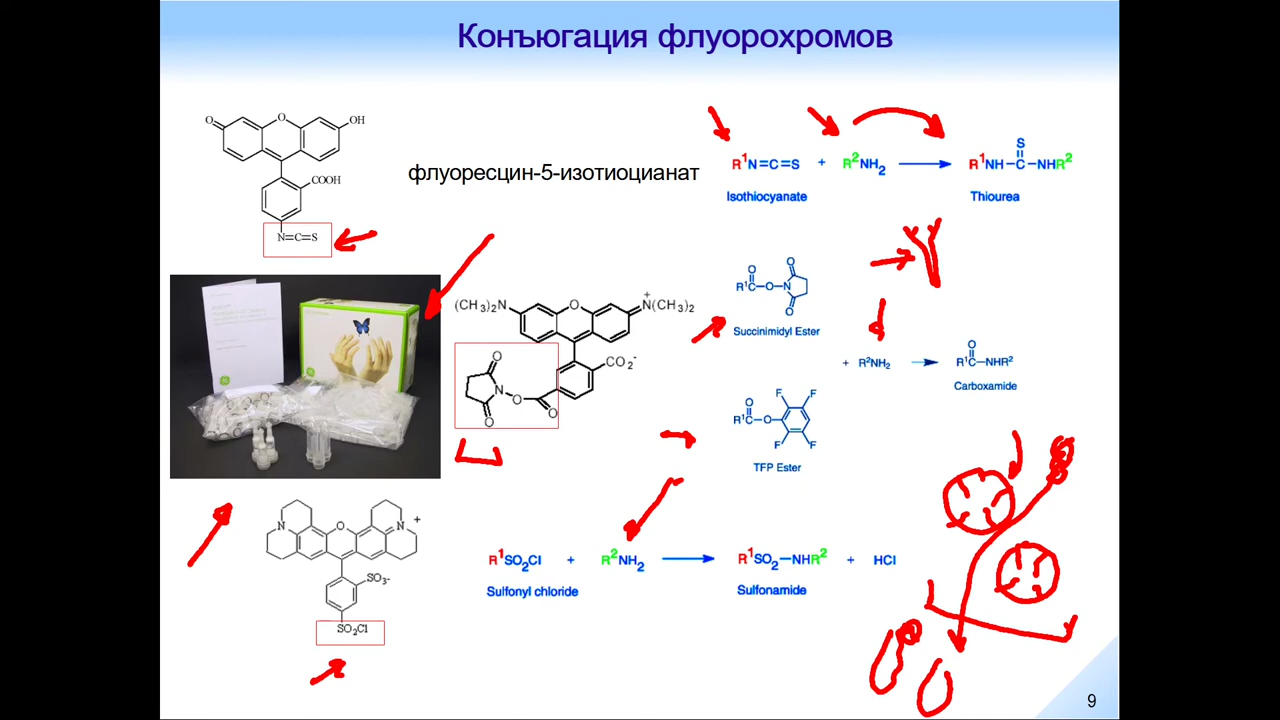 Конъюгация флуорохромов
O
O
OH
COOH
N=C=S
флуоресцин-5-изотиоцианат
R¹N=C=S + R²NH₂ R¹NH-C-NHR²
S
Isothiocyanate
Thiourea
(CH₃)₂N
O
N(CH₃)₂
+
CO₂⁻
O
N
O
O
O
R¹C-O-N
O
O
O
Succinimidyl Ester
+ R²NH₂
R¹C-NHR²
O
Carboxamide
R¹C-O
O
F
F
F
F
TFP Ester
N
O
N
+
SO₃⁻
SO₂Cl
R¹SO₂Cl + R²NH₂ R¹SO₂-NHR² + HCl
Sulfonyl chloride
Sulfonamide
9